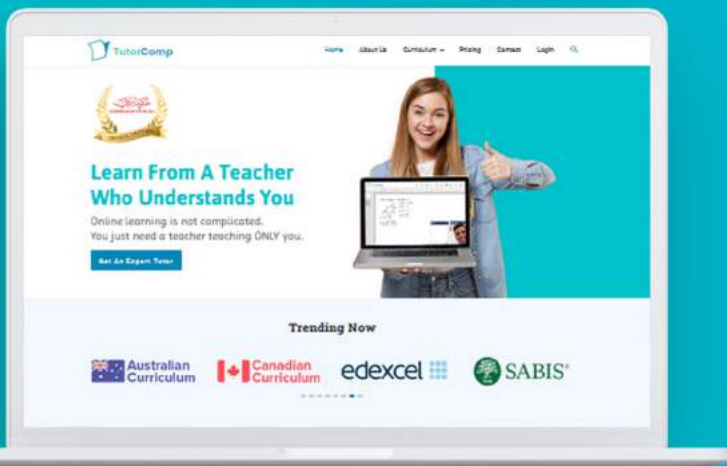 TutorComp
Home About Us Curriculum Pricing Contact Login
Learn From A Teacher
Who Understands You
Online learning is not complicated.
You just need a teacher teaching ONLY you.
Get An Expert Tutor
Trending Now
Australian
Curriculum
Canadian
Curriculum
edexcel
SABIS®